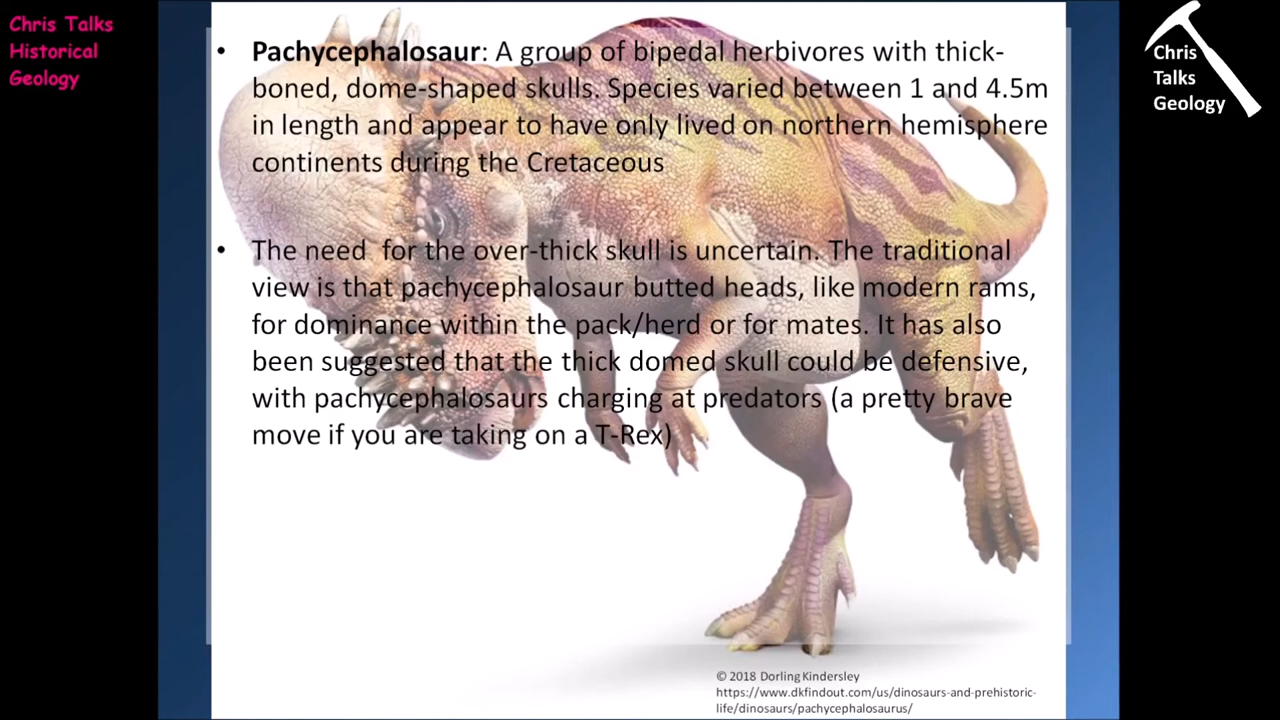 Chris Talks
Historical
Geology
• Pachycephalosaur: A group of bipedal herbivores with thick-
boned, dome-shaped skulls. Species varied between 1 and 4.5m
in length and appear to have only lived on northern hemisphere
continents during the Cretaceous
• The need  for the over-thick skull is uncertain. The traditional
view is that pachycephalosaur butted heads, like modern rams,
for dominance within the pack/herd or for mates. It has also
been suggested that the thick domed skull could be defensive,
with pachycephalosaurs charging at predators (a pretty brave
move if you are taking on a T-Rex)
Chris
Talks
Geology
© 2018 Dorling Kindersley
https://www.dkfindout.com/us/dinosaurs-and-prehistoric-
life/dinosaurs/pachycephalosaurus/